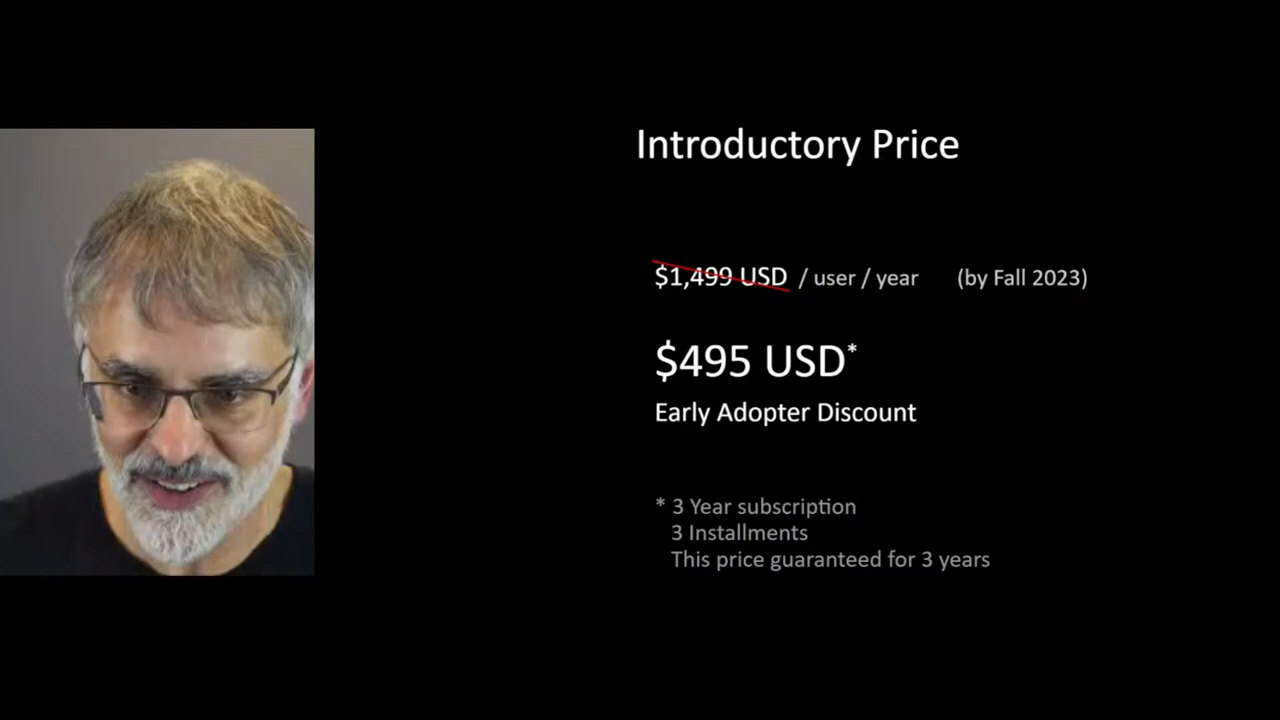 Introductory Price
$1,499 USD / user / year (by Fall 2023)
$495 USD*
Early Adopter Discount
* 3 Year subscription
3 Installments
This price guaranteed for 3 years